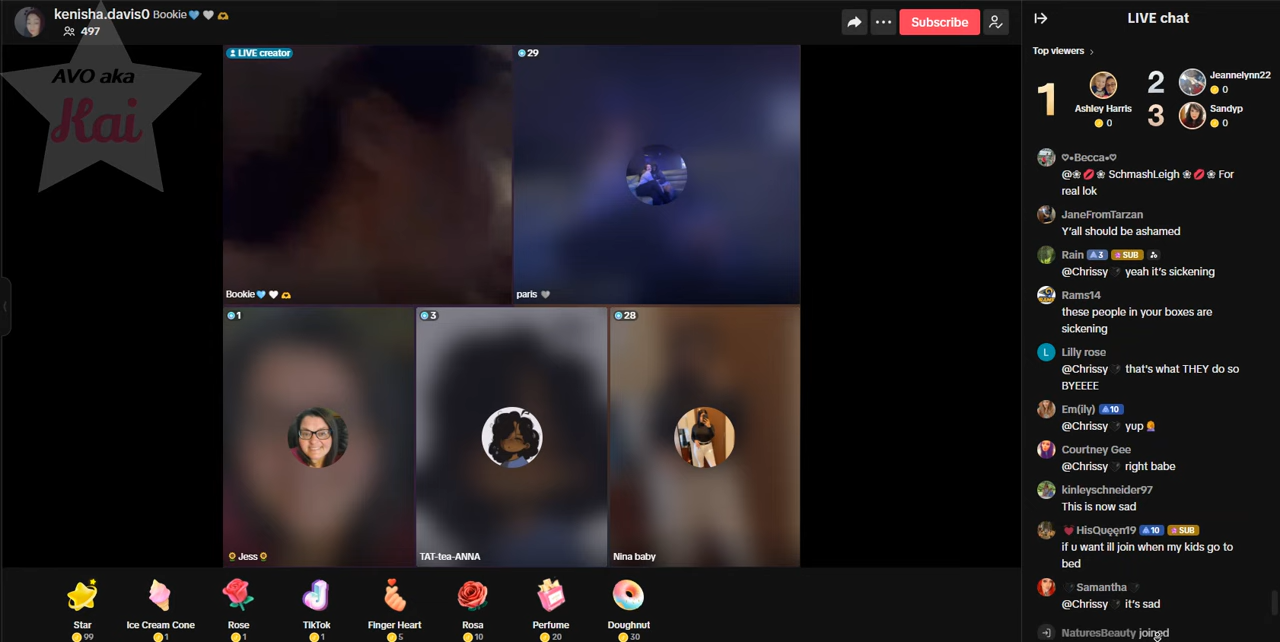 kenisha.davis0 Bookie💙🤍🫶
497
Subscribe
LIVE chat
AVO aka
Kai
Top viewers >
1
Ashley Harris
0
2
Jeannelynn22
0
3
Sandyp
0
LIVE creator
29
Bookie💙🤍🫶
paris 🩶
1
3
28
🌻Jess🌻
TAT-tea-ANNA
Nina baby
♡•Becca•♡
@❀💋❀ SchmashLeigh ❀💋❀ For
real lok
JaneFromTarzan
Y'all should be ashamed
Rain 3 SUB
@Chrissy yeah it's sickening
Rams14
these people in your boxes are
sickening
L
Lilly rose
@Chrissy that's what THEY do so
BYEEEE
Em(ily) 10
@Chrissy yup
Courtney Gee
@Chrissy right babe
kinleyschneider97
This is now sad
HisQųęęn19 10 SUB
if u want ill join when my kids go to
bed
Samantha
@Chrissy it's sad
NaturesBeauty joined
Star
99
Ice Cream Cone
1
Rose
1
TikTok
1
Finger Heart
5
Rosa
10
Perfume
20
Doughnut
30